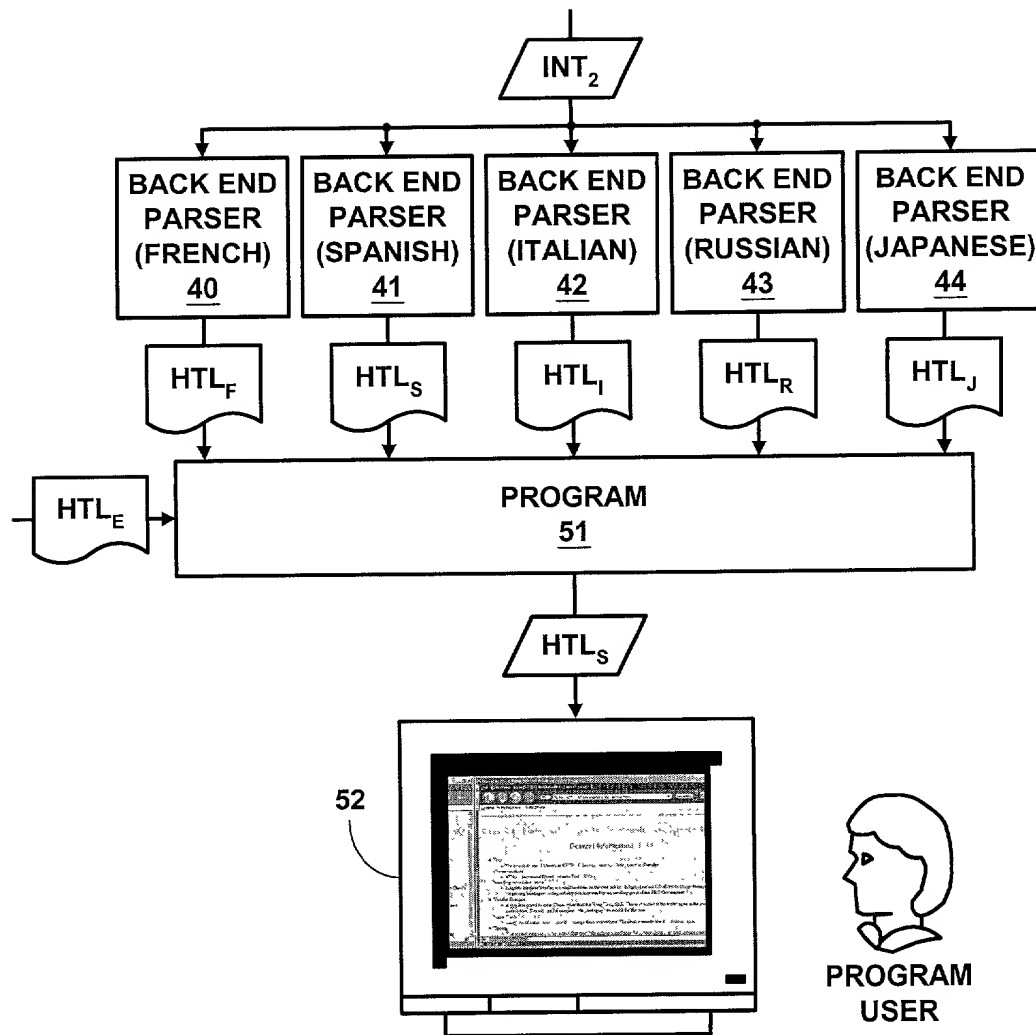 INT2
BACK END PARSER (FRENCH) 40
BACK END PARSER (SPANISH) 41
BACK END PARSER (ITALIAN) 42
BACK END PARSER (RUSSIAN) 43
BACK END PARSER (JAPANESE) 44
HTLF
HTLS
HTLI
HTLR
HTLJ
HTLE
PROGRAM
51
HTLS
52
PROGRAM
USER